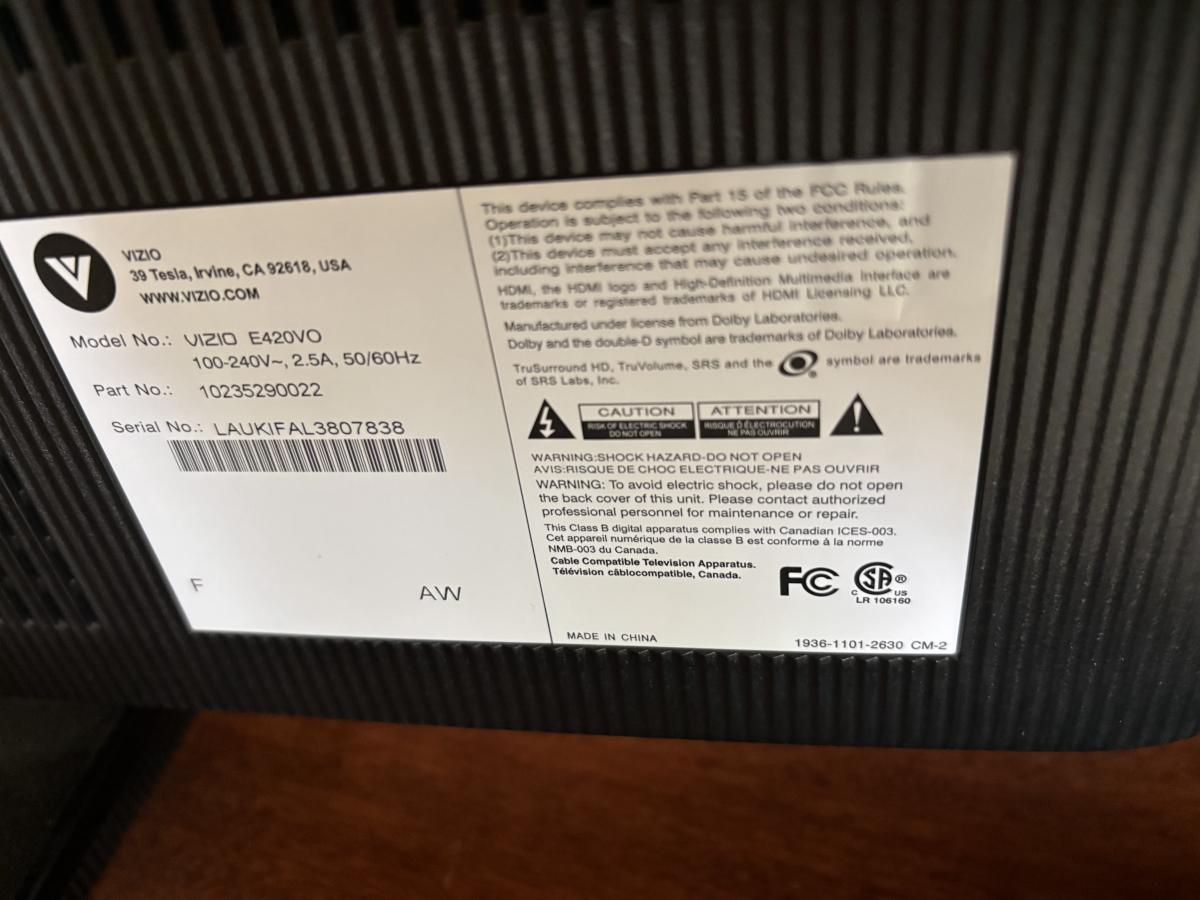 VIZIO
39 Tesla, Irvine, CA 92618, USA
WWW.VIZIO.COM
Model No.: VIZIO E420VO
100-240V~, 2.5A, 50/60Hz
Part No.: 10235290022
Serial No.: LAUKIFAL3807838
F
AW
This device complies with Part 15 of the FCC Rules.
Operation is subject to the following two conditions:
(1)This device may not cause harmful interference, and
(2)This device must accept any interference received,
including interference that may cause undesired operation.
HDMI, the HDMI logo and High-Definition Multimedia Interface are
trademarks or registered trademarks of HDMI Licensing LLC.
Manufactured under license from Dolby Laboratories.
Dolby and the double-D symbol are trademarks of Dolby Laboratories.
TruSurround HD, TruVolume, SRS and the symbol are trademarks
of SRS Labs, Inc.
CAUTION
RISK OF ELECTRIC SHOCK
DO NOT OPEN
ATTENTION
RISQUE D'ÉLECTROCUTION
NE PAS OUVRIR
WARNING:SHOCK HAZARD-DO NOT OPEN
AVIS:RISQUE DE CHOC ELECTRIQUE-NE PAS OUVRIR
WARNING: To avoid electric shock, please do not open
the back cover of this unit. Please contact authorized
professional personnel for maintenance or repair.
This Class B digital apparatus complies with Canadian ICES-003.
Cet appareil numérique de la classe B est conforme à la norme
NMB-003 du Canada.
Cable Compatible Television Apparatus.
Télévision câblocompatible, Canada.
FC
C SA ® US
LR 106160
MADE IN CHINA
1936-1101-2630 CM-2